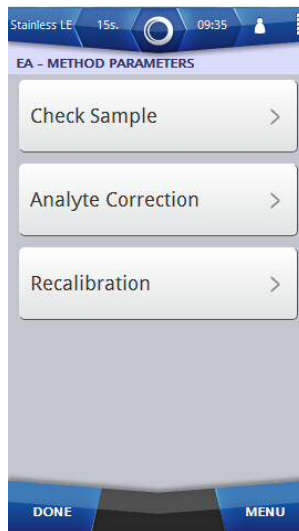 Stainless LE 15s. 09:35
EA – METHOD PARAMETERS
Check Sample
Analyte Correction
Recalibration
DONE MENU